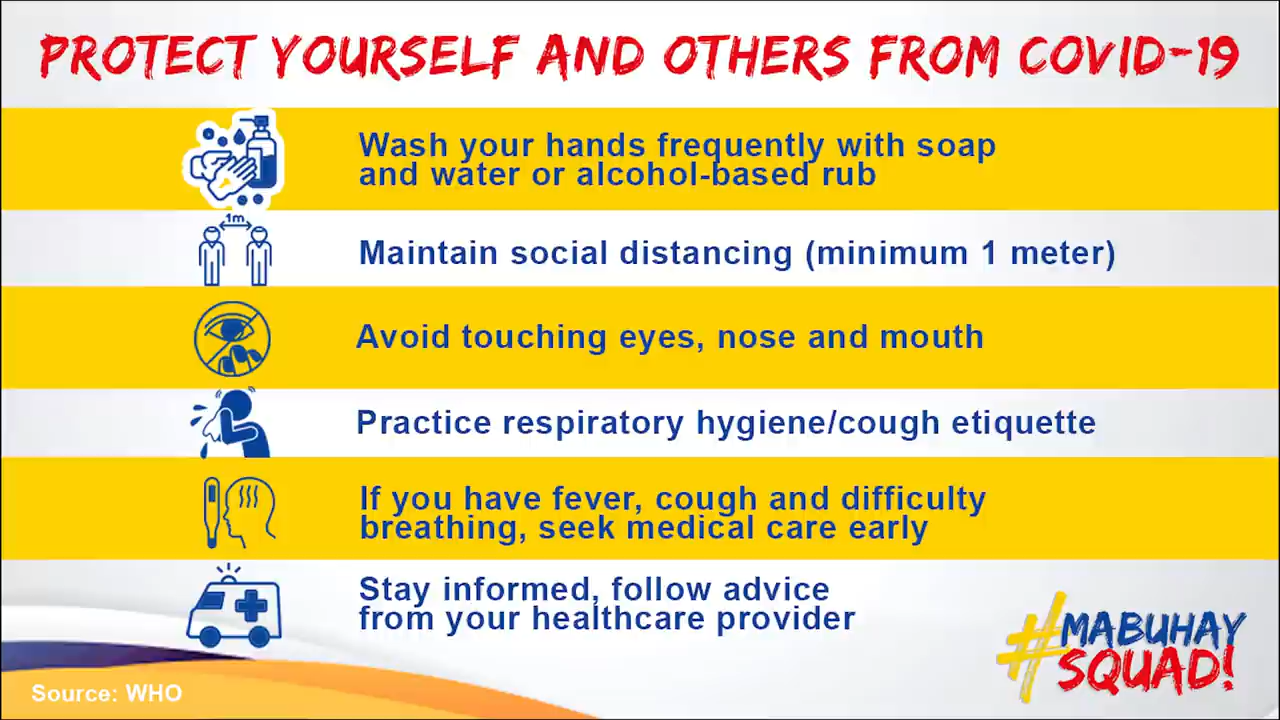 PROTECT YOURSELF AND OTHERS FROM COVID-19
Wash your hands frequently with soap
and water or alcohol-based rub
1m
Maintain social distancing (minimum 1 meter)
Avoid touching eyes, nose and mouth
Practice respiratory hygiene/cough etiquette
If you have fever, cough and difficulty
breathing, seek medical care early
Stay informed, follow advice
from your healthcare provider
#MABUHAY
SQUAD!
Source: WHO